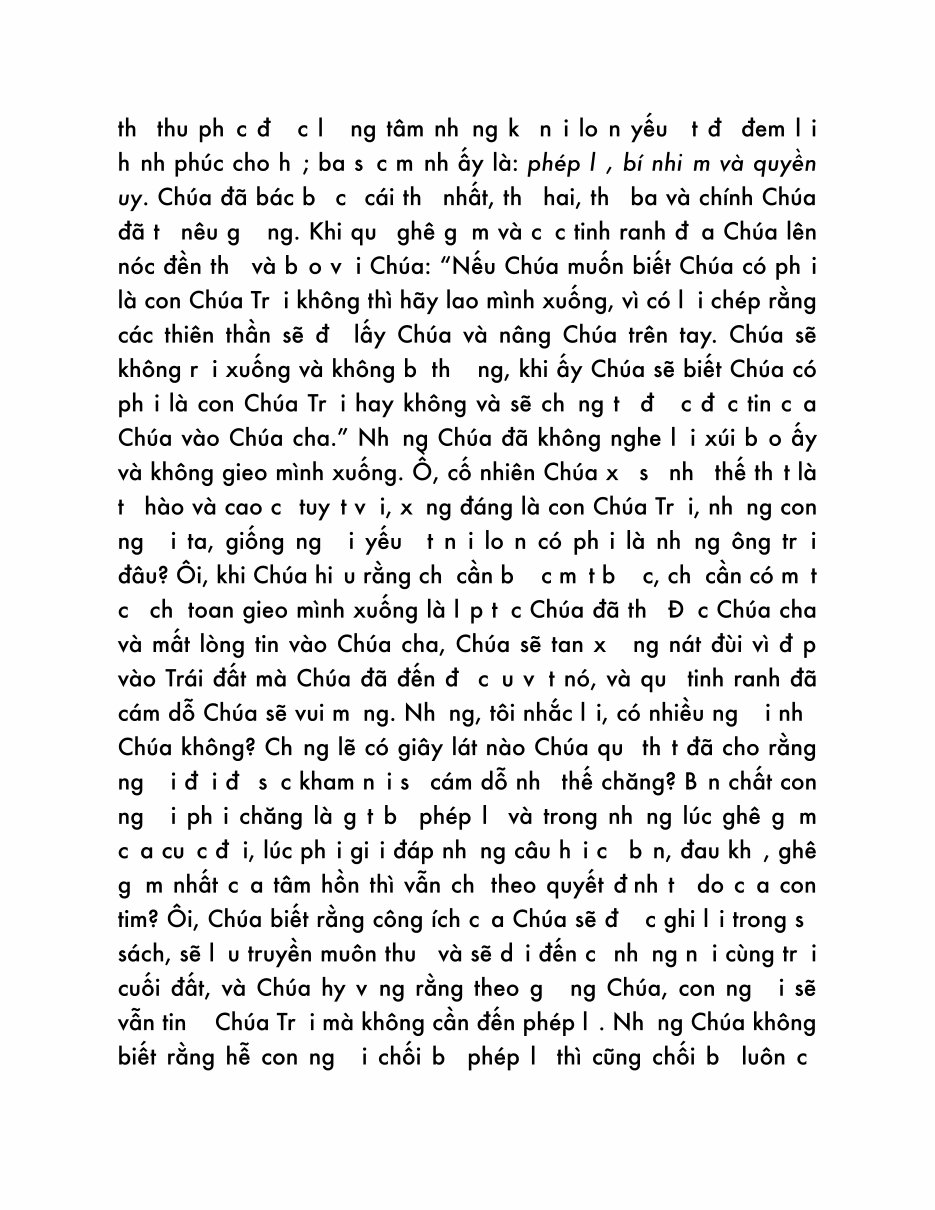 th thu ph c đ c l ng tâm nh ng k n i lo n yếu t đ đem l i
h nh phúc cho h ; ba s c m nh ấy là: phép l , bí nhi m và quyền
uy. Chúa đã bác b c cái th nhất, th hai, th ba và chính Chúa
đã t nêu g ng. Khi qu ghê g m và c c tinh ranh đ a Chúa lên
nóc đền th và b o v i Chúa: “Nếu Chúa muốn biết Chúa có ph i
là con Chúa Tr i không thì hãy lao mình xuống, vì có l i chép rằng
các thiên thần sẽ đ lấy Chúa và nâng Chúa trên tay. Chúa sẽ
không r i xuống và không b th ng, khi ấy Chúa sẽ biết Chúa có
ph i là con Chúa Tr i hay không và sẽ ch ng t đ c đ c tin c a
Chúa vào Chúa cha.” Nh ng Chúa đã không nghe l i xúi b o ấy
và không gieo mình xuống. Ồ, cố nhiên Chúa x s nh thế th t là
t hào và cao c tuy t v i, x ng đáng là con Chúa Tr i, nh ng con
ng i ta, giống ng i yếu t n i lo n có ph i là nh ng ông tr i
đâu? Ôi, khi Chúa hi u rằng ch cần b c m t b c, ch cần có m t
c ch toan gieo mình xuống là l p t c Chúa đã th Đ c Chúa cha
và mất lòng tin vào Chúa cha, Chúa sẽ tan x ng nát đùi vì đ p
vào Trái đất mà Chúa đã đến đ c u v t nó, và qu tinh ranh đã
cám dỗ Chúa sẽ vui m ng. Nh ng, tôi nhắc l i, có nhiều ng i nh
Chúa không? Ch ng lẽ có giây lát nào Chúa qu th t đã cho rằng
ng i đ i đ s c kham n i s cám dỗ nh thế chăng? B n chất con
ng i ph i chăng là g t b phép l và trong nh ng lúc ghê g m
c a cu c đ i, lúc ph i gi i đáp nh ng câu h i c b n, đau kh , ghê
g m nhất c a tâm hồn thì vẫn ch theo quyết đ nh t do c a con
tim? Ôi, Chúa biết rằng công ích c a Chúa sẽ đ c ghi l i trong s
sách, sẽ l u truyền muôn thu và sẽ d i đến c nh ng n i cùng tr i
cuối đất, và Chúa hy v ng rằng theo g ng Chúa, con ng i sẽ
vẫn tin Chúa Tr i mà không cần đến phép l . Nh ng Chúa không
biết rằng hễ con ng i chối b phép l thì cũng chối b luôn c